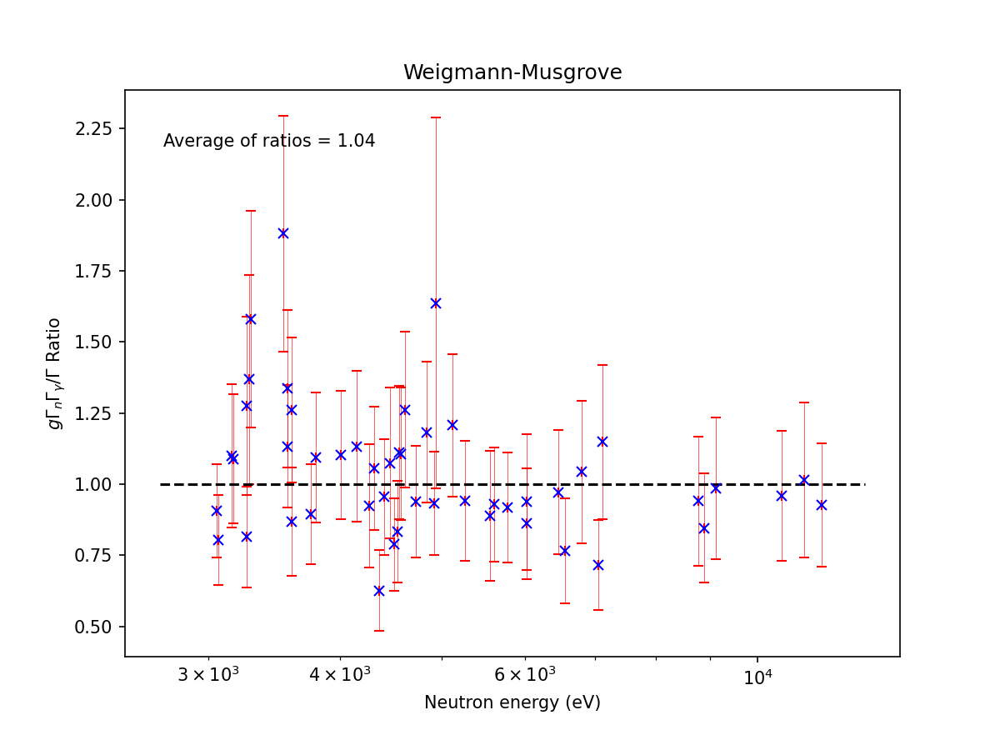 Weigmann-Musgrove
Average of ratios = 1.04
2.25
2.00
1.75
1.50
1.25
1.00
0.75
0.50
gΓₙΓᵧ/Γ Ratio
3 × 10³ 4 × 10³ 6 × 10³ 10⁴
Neutron energy (eV)